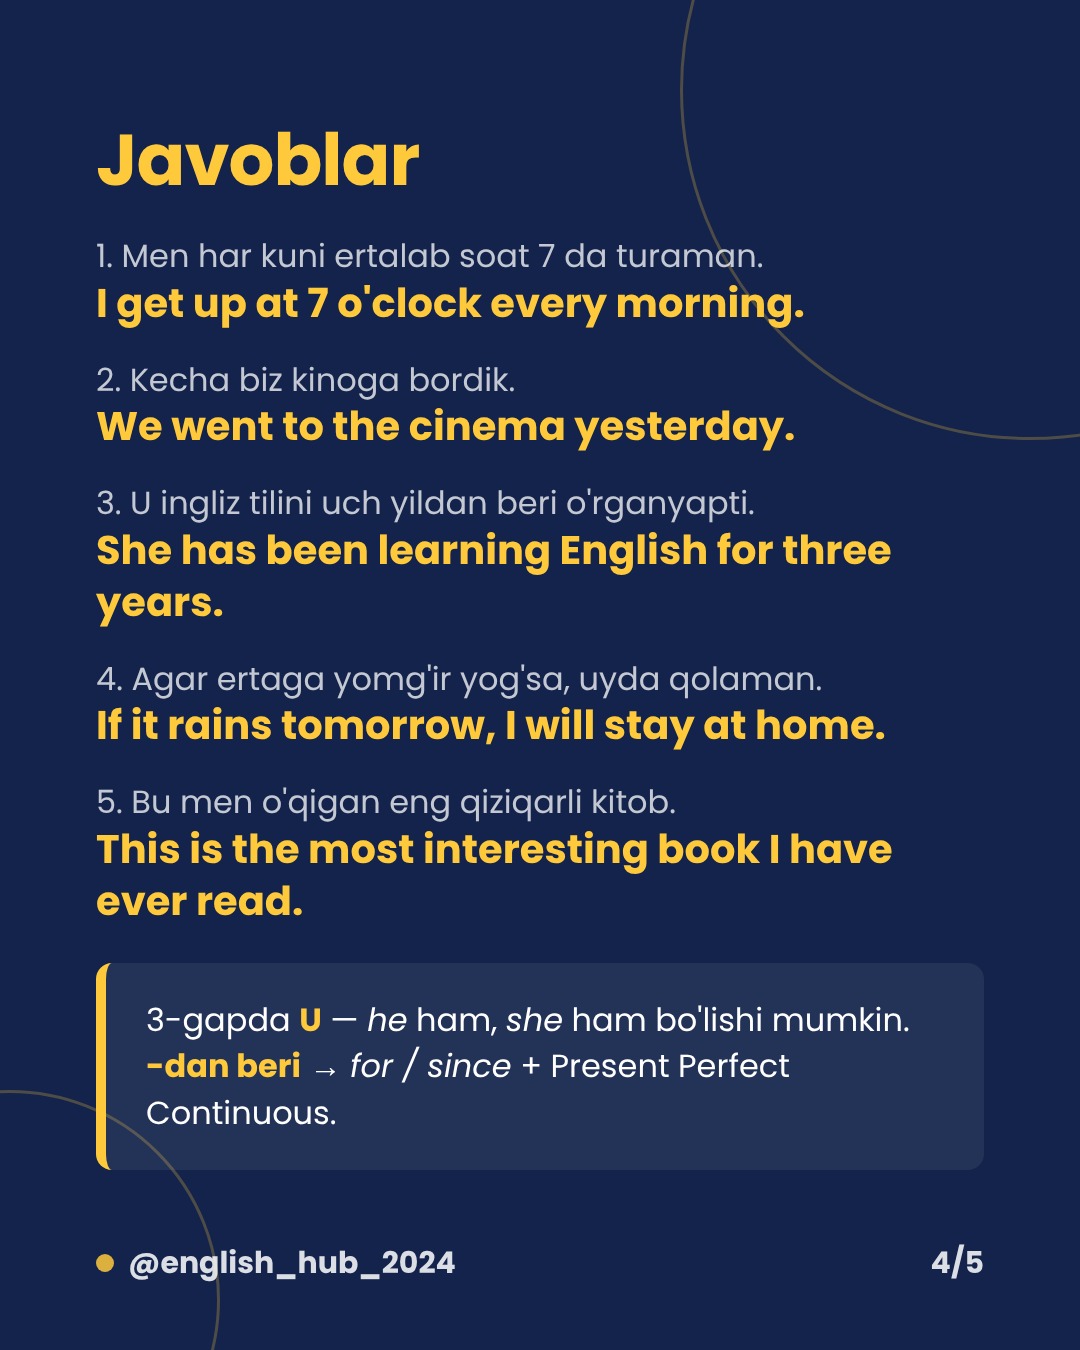 Javoblar
1. Men har kuni ertalab soat 7 da turaman.
I get up at 7 o'clock every morning.
2. Kecha biz kinoga bordik.
We went to the cinema yesterday.
3. U ingliz tilini uch yildan beri o'rganyapti.
She has been learning English for three
years.
4. Agar ertaga yomg'ir yog'sa, uyda qolaman.
If it rains tomorrow, I will stay at home.
5. Bu men o'qigan eng qiziqarli kitob.
This is the most interesting book I have
ever read.
3-gapda U — he ham, she ham bo'lishi mumkin.
-dan beri → for / since + Present Perfect
Continuous.
@english_hub_2024
4/5